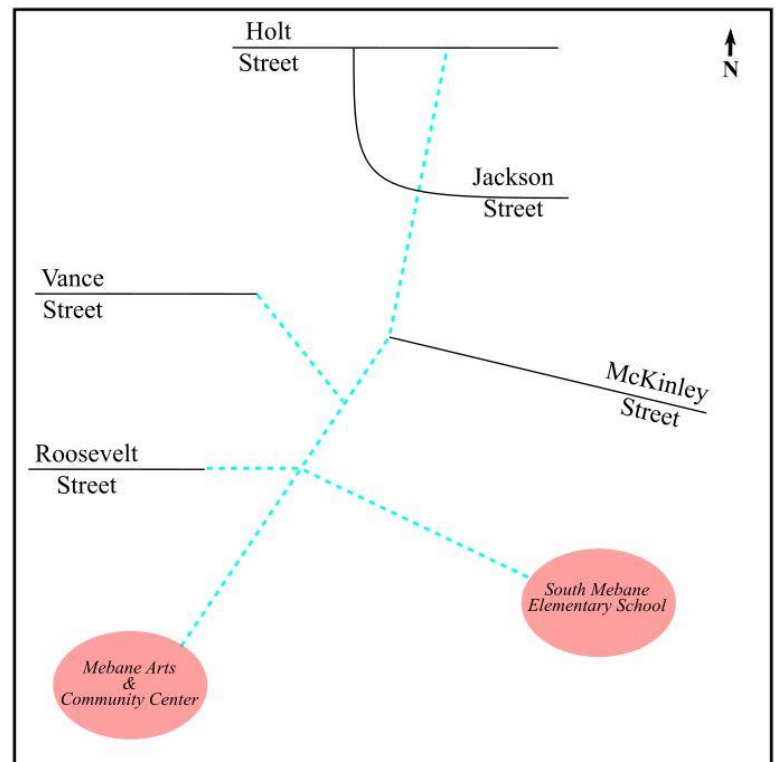 Holt
Street
N
Jackson
Street
Vance
Street
McKinley
Street
Roosevelt
Street
South Mebane
Elementary School
Mebane Arts
&
Community Center